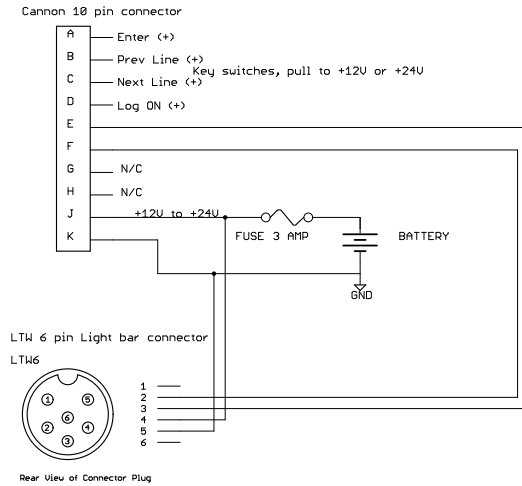 Cannon 10 pin connector
A
Enter (+)
B
Prev Line (+)
Key switches, pull to +12V or +24V
C
Next Line (+)
D
Log ON (+)
E
F
G
N/C
H
N/C
J
+12V to +24V
K
FUSE 3 AMP
BATTERY
GND
LTW 6 pin Light bar connector
LTW6
1
2
3
4
5
6
1
5
6
2
4
3
Rear View of Connector Plug